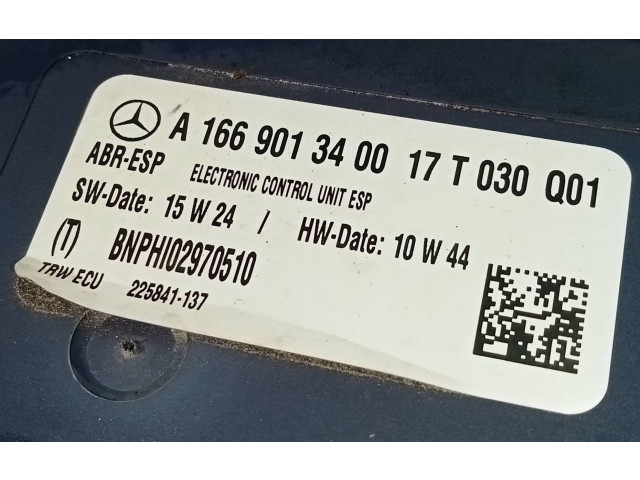 A 166 901 34 00 17 T 030 Q01
ABR-ESP ELECTRONIC CONTROL UNIT ESP
SW-Date: 15 W 24 / HW-Date: 10 W 44
(T) BNPHI02970510
TRW ECU 225841-137